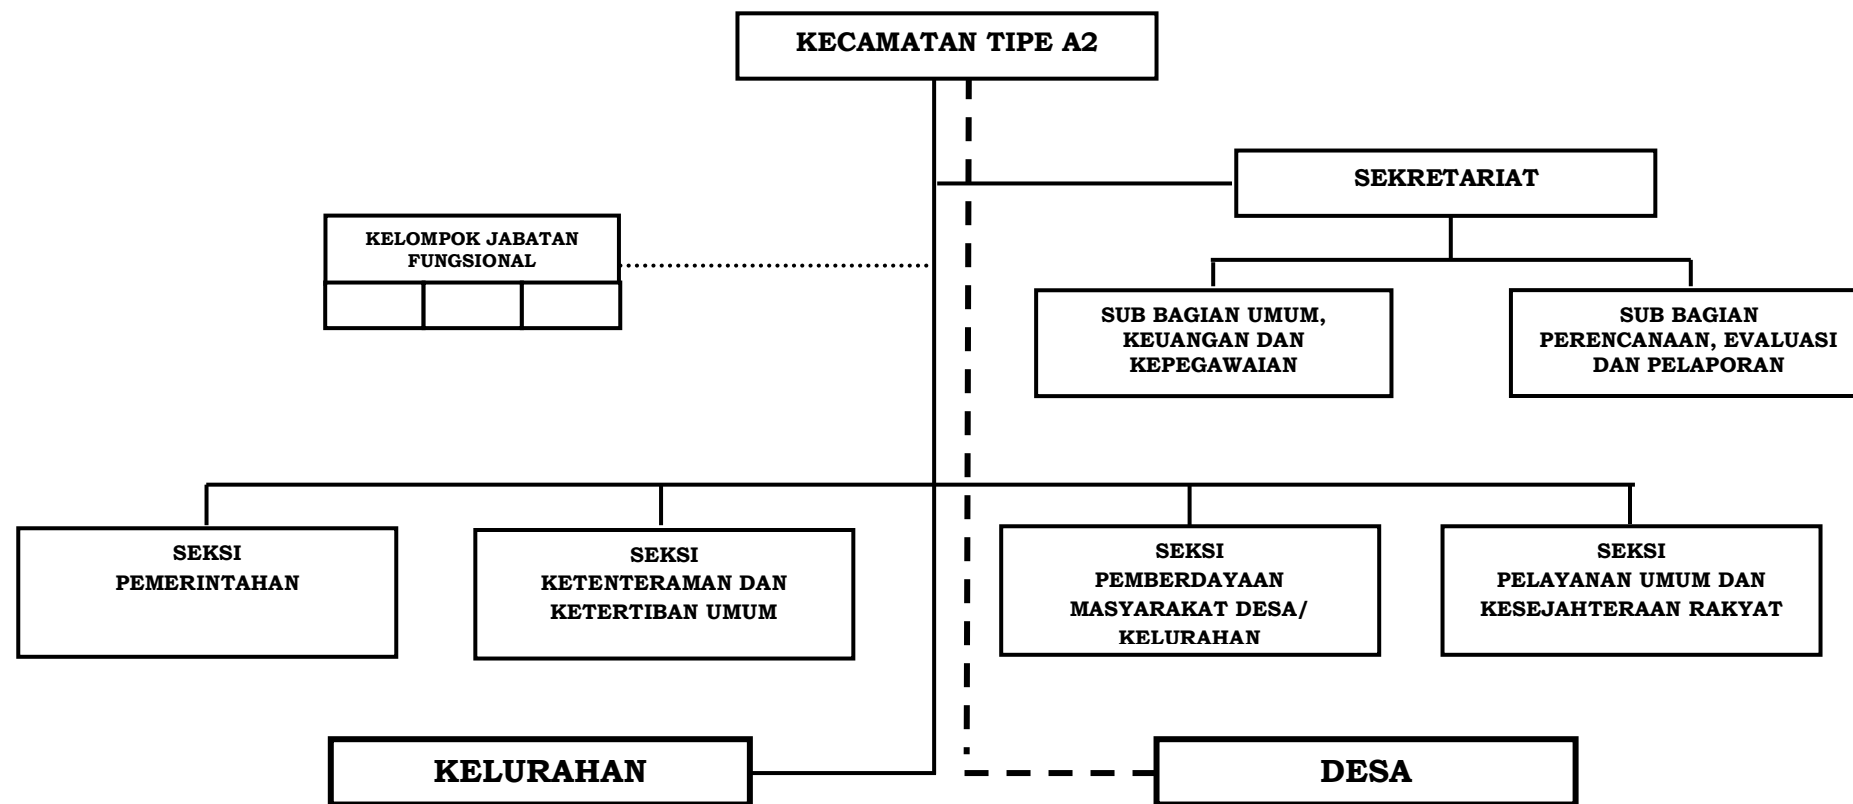 KECAMATAN TIPE A2
SEKRETARIAT
KELOMPOK JABATAN
FUNGSIONAL
SUB BAGIAN UMUM,
KEUANGAN DAN
KEPEGAWAIAN
SUB BAGIAN
PERENCANAAN, EVALUASI
DAN PELAPORAN
SEKSI
PEMERINTAHAN
SEKSI
KETENTERAMAN DAN
KETERTIBAN UMUM
SEKSI
PEMBERDAYAAN
MASYARAKAT DESA/
KELURAHAN
SEKSI
PELAYANAN UMUM DAN
KESEJAHTERAAN RAKYAT
KELURAHAN
DESA